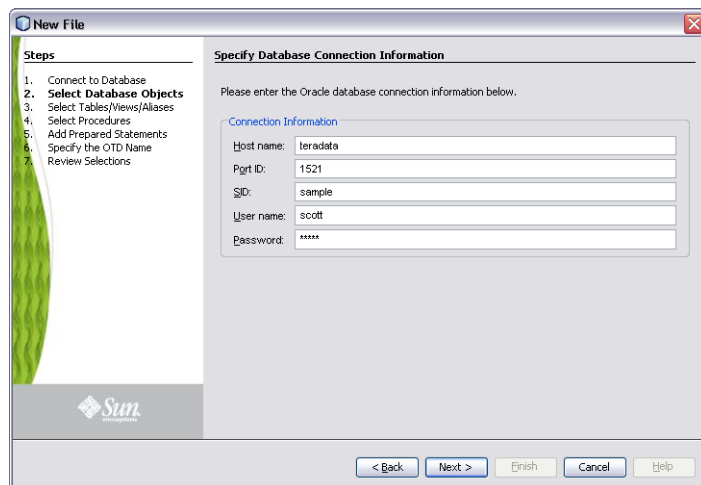 New File
Steps
1. Connect to Database
2. Select Database Objects
3. Select Tables/Views/Aliases
4. Select Procedures
5. Add Prepared Statements
6. Specify the OTD Name
7. Review Selections
Sun
microsystems
Specify Database Connection Information
Please enter the Oracle database connection information below.
Connection Information
Host name: teradata
Port ID: 1521
SID: sample
User name: scott
Password: *****
< Back Next > Finish Cancel Help